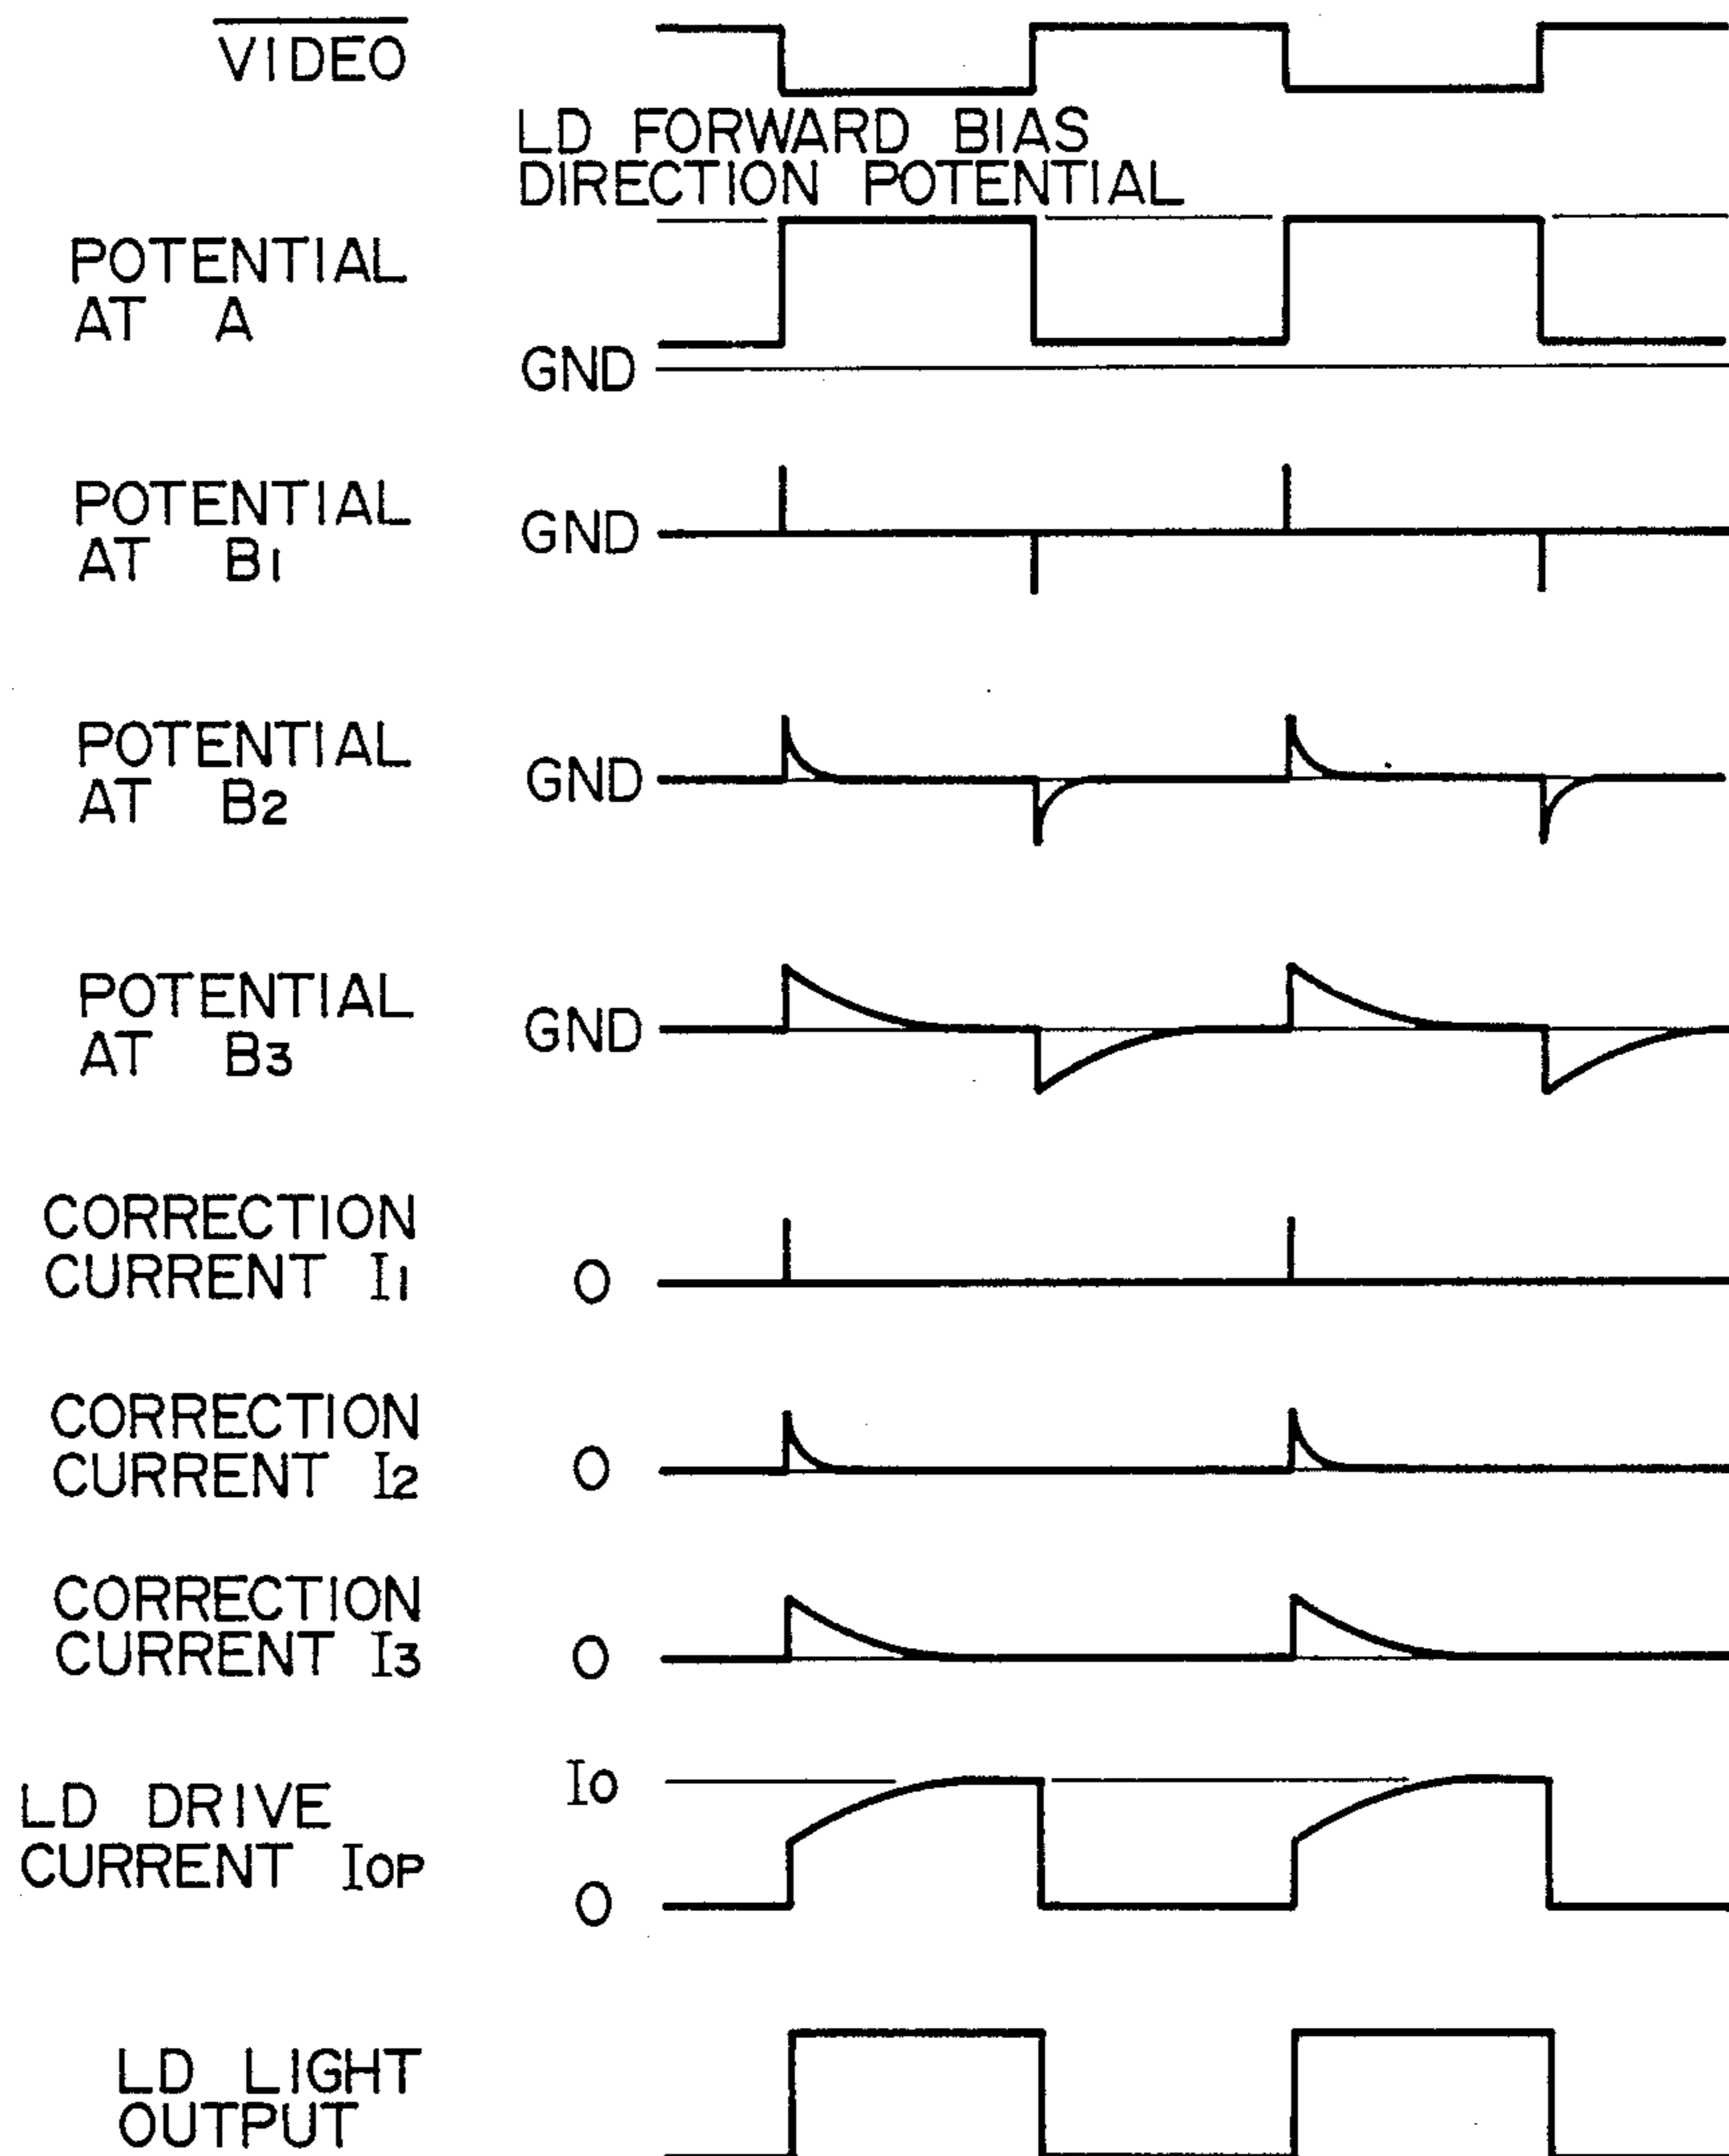 VIDEO
LD FORWARD BIAS
DIRECTION POTENTIAL
POTENTIAL
AT A
GND
POTENTIAL
AT B1
GND
POTENTIAL
AT B2
GND
POTENTIAL
AT B3
GND
CORRECTION
CURRENT I1
0
CORRECTION
CURRENT I2
0
CORRECTION
CURRENT I3
0
LD DRIVE
CURRENT IOP
IO
0
LD LIGHT
OUTPUT